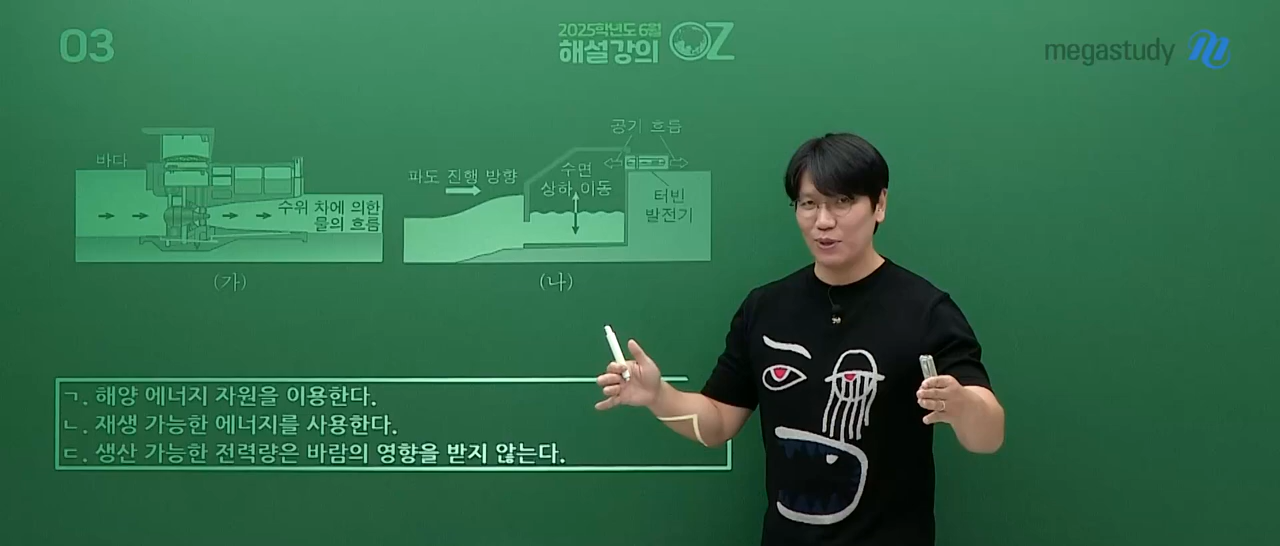 03
2025학년도 6월
해설강의 OZ
megastudy
바다
수위 차에 의한
물의 흐름
(가)
파도 진행 방향
공기 흐름
수면
상하 이동
터빈
발전기
(나)
ㄱ. 해양 에너지 자원을 이용한다.
ㄴ. 재생 가능한 에너지를 사용한다.
ㄷ. 생산 가능한 전력량은 바람의 영향을 받지 않는다.